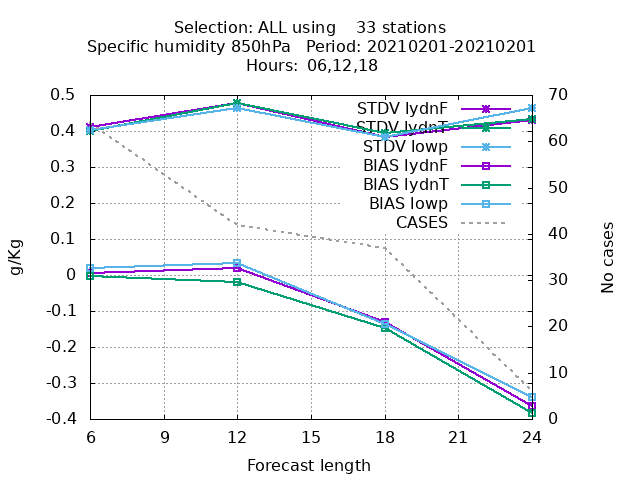 Selection: ALL using    33 stations
Specific humidity 850hPa   Period: 20210201-20210201
Hours:  06,12,18
0.5
0.4
0.3
0.2
0.1
0
-0.1
-0.2
-0.3
-0.4
g/Kg
STDV lydnF
STDV lydnT
STDV lowp
BIAS lydnF
BIAS lydnT
BIAS lowp
CASES
70
60
50
40
30
20
10
0
No cases
6 9 12 15 18 21 24
Forecast length